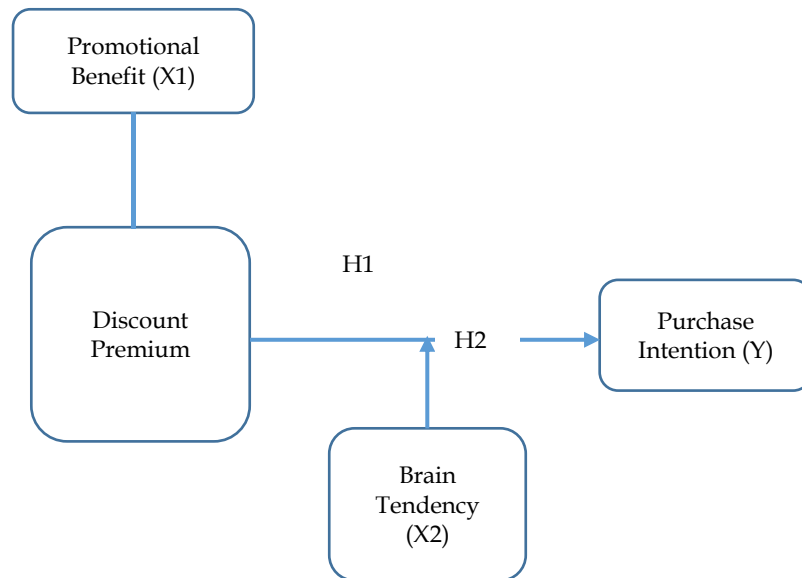 Promotional
Benefit (X1)
H1
Discount
Premium
H2
Purchase
Intention (Y)
Brain
Tendency
(X2)